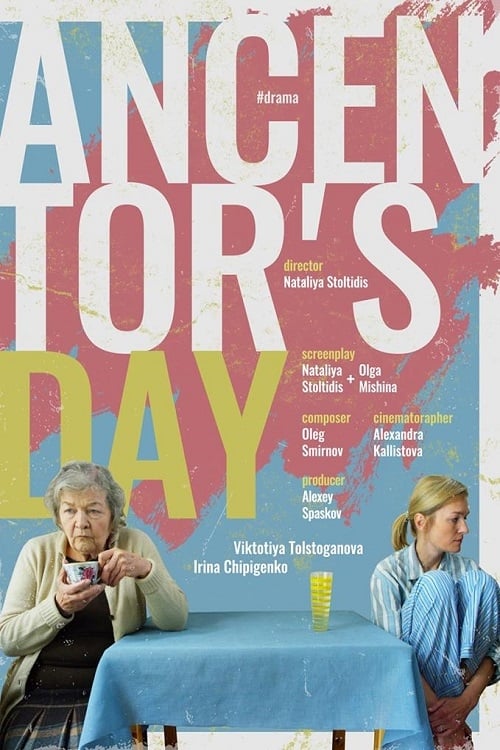 ANCEN
#drama
TOR'S
director
Nataliya Stoltidis
DAY
screenplay
Nataliya
Stoltidis
+
Olga
Mishina
composer
Oleg
Smirnov
cinematorapher
Alexandra
Kallistova
producer
Alexey
Spaskov
Viktotiya Tolstoganova
Irina Chipigenko